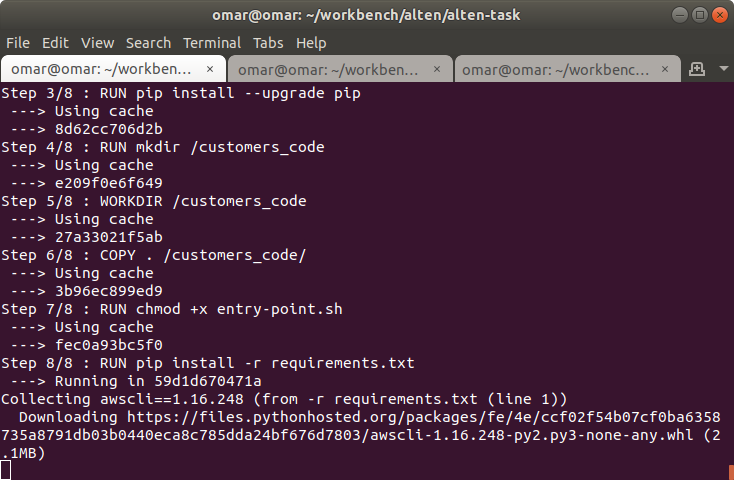 omar@omar: ~/workbench/alten/alten-task
File Edit View Search Terminal Tabs Help
omar@omar: ~/workben… × omar@omar: ~/workben… × omar@omar: ~/workbenc… ×
Step 3/8 : RUN pip install --upgrade pip
---> Using cache
---> 8d62cc706d2b
Step 4/8 : RUN mkdir /customers_code
---> Using cache
---> e209f0e6f649
Step 5/8 : WORKDIR /customers_code
---> Using cache
---> 27a33021f5ab
Step 6/8 : COPY . /customers_code/
---> Using cache
---> 3b96ec899ed9
Step 7/8 : RUN chmod +x entry-point.sh
---> Using cache
---> fec0a93bc5f0
Step 8/8 : RUN pip install -r requirements.txt
---> Running in 59d1d670471a
Collecting awscli==1.16.248 (from -r requirements.txt (line 1))
Downloading https://files.pythonhosted.org/packages/fe/4e/ccf02f54b07cf0ba6358
735a8791db03b0440eca8c785dda24bf676d7803/awscli-1.16.248-py2.py3-none-any.whl (2
.1MB)